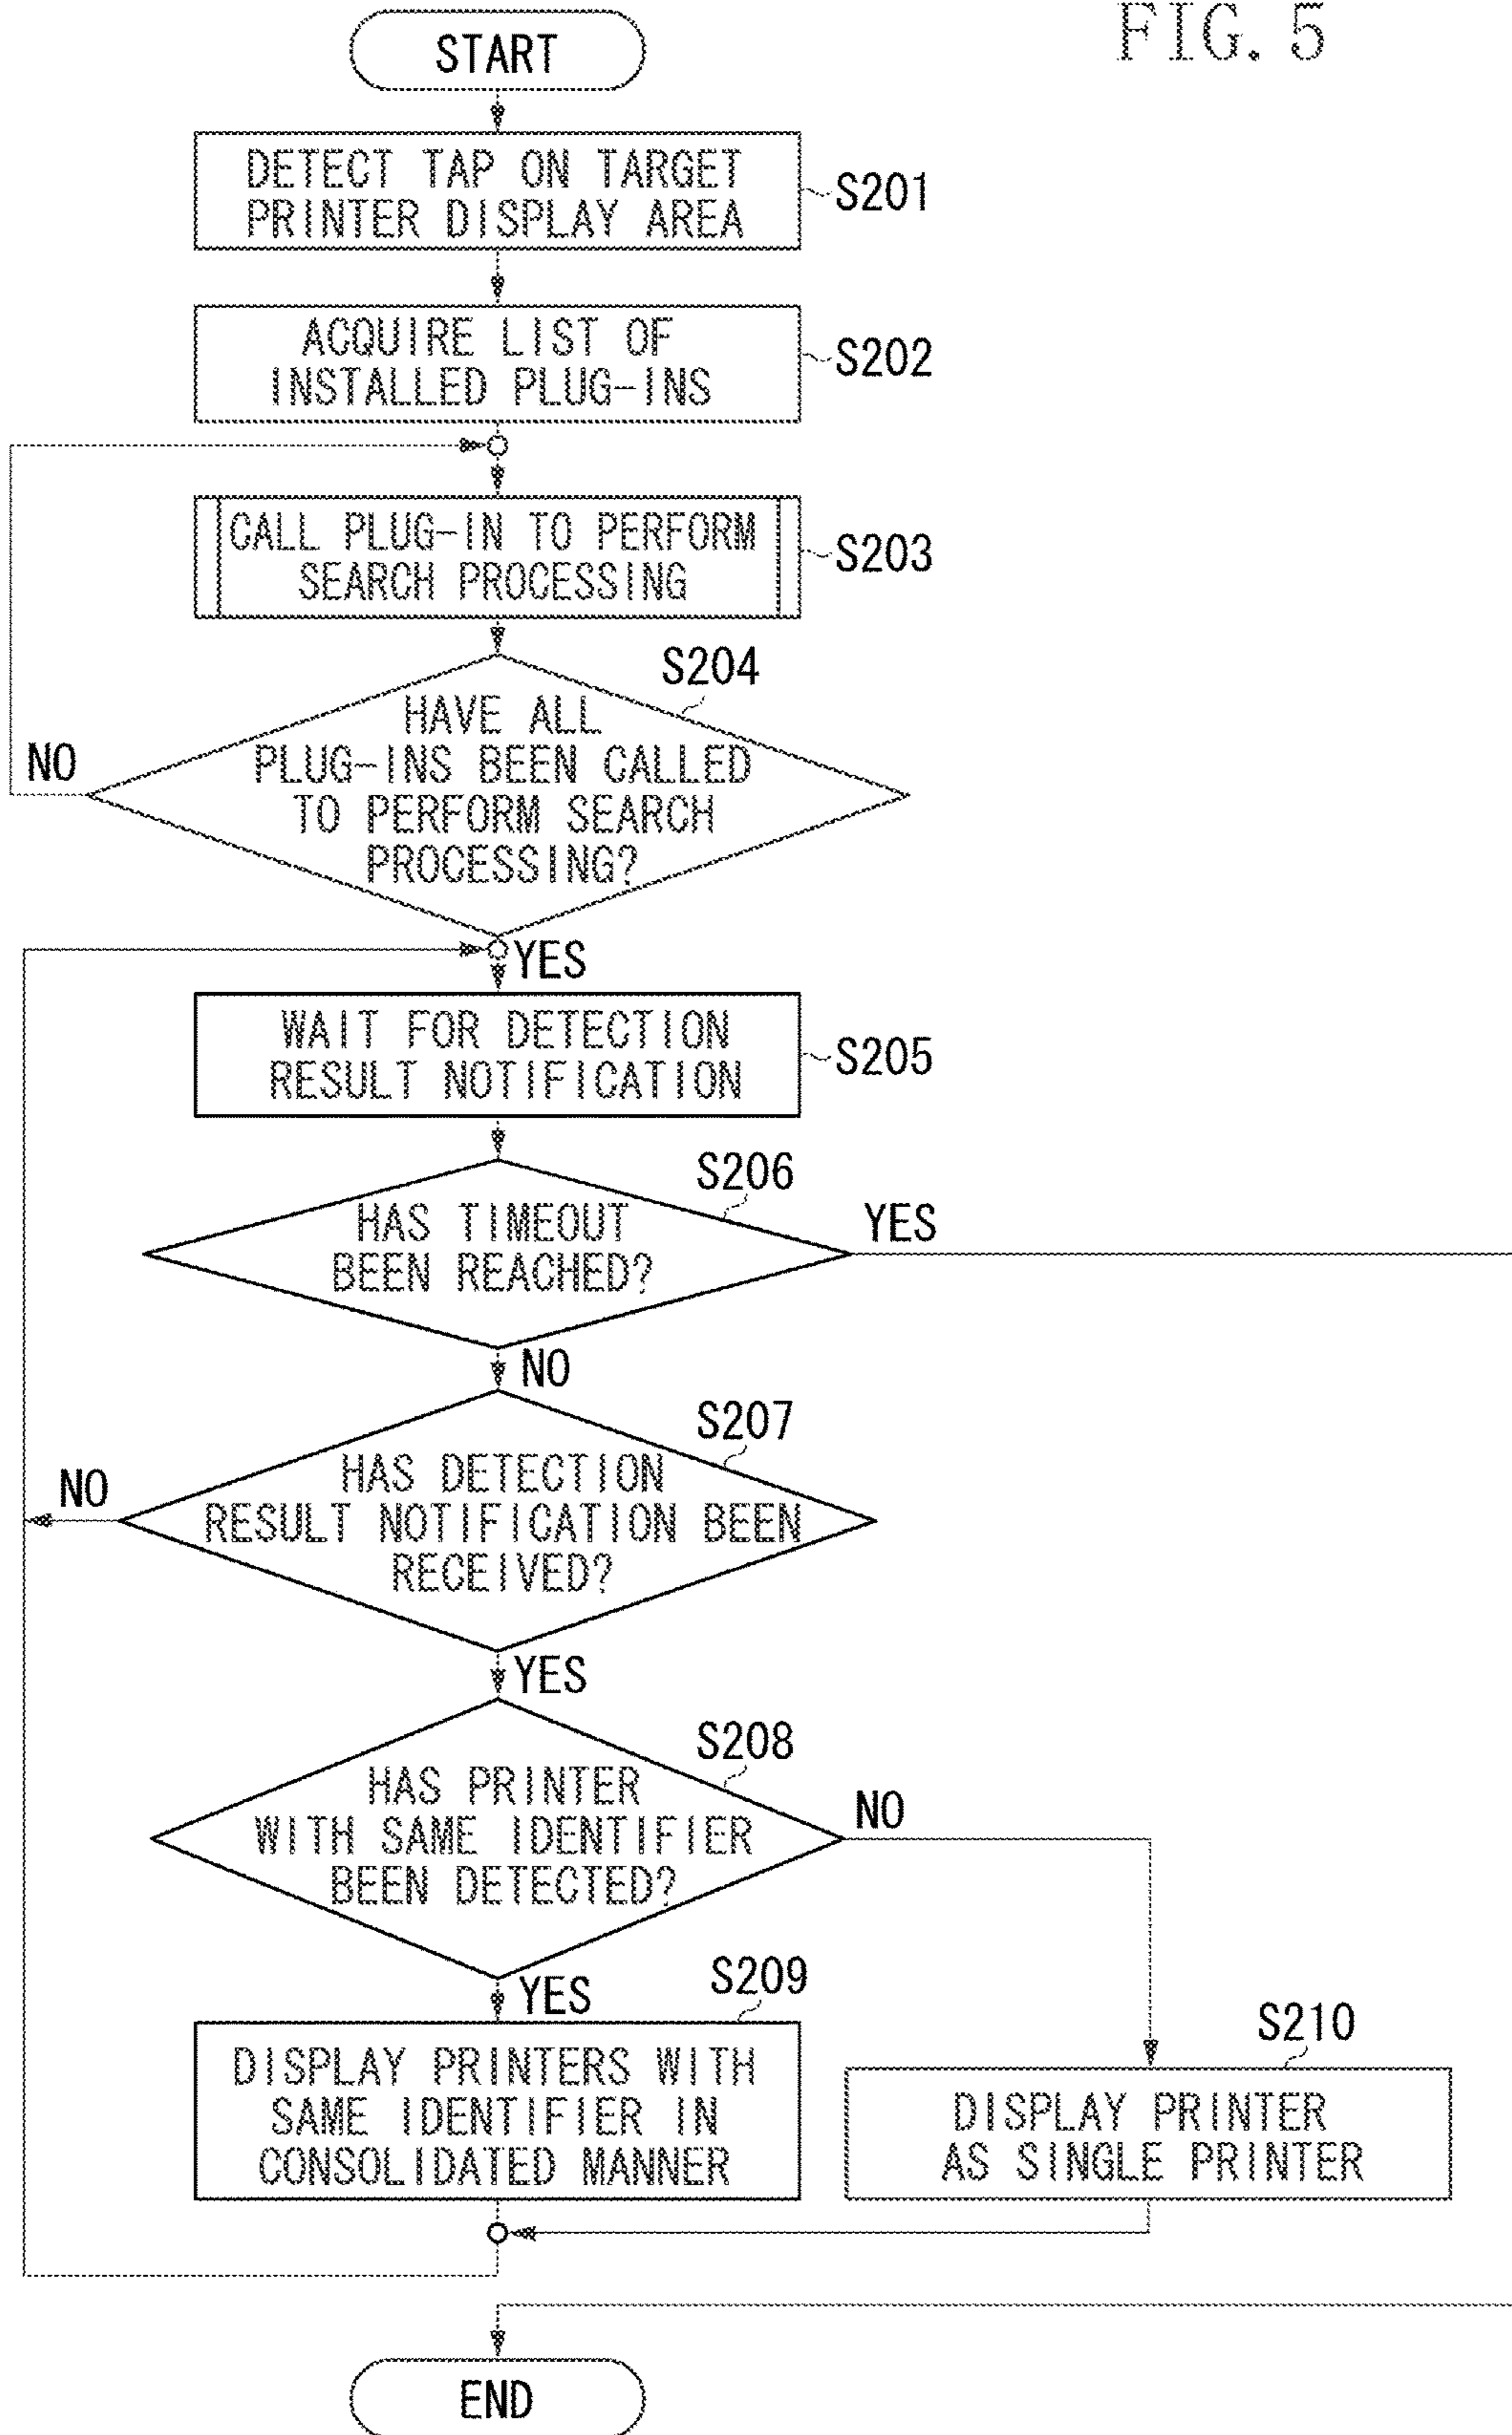 FIG. 5
START
DETECT TAP ON TARGET
PRINTER DISPLAY AREA
S201
ACQUIRE LIST OF
INSTALLED PLUG-INS
S202
CALL PLUG-IN TO PERFORM
SEARCH PROCESSING
S203
S204
HAVE ALL
PLUG-INS BEEN CALLED
TO PERFORM SEARCH
PROCESSING?
NO
YES
WAIT FOR DETECTION
RESULT NOTIFICATION
S205
S206
HAS TIMEOUT
BEEN REACHED?
YES
NO
S207
HAS DETECTION
RESULT NOTIFICATION BEEN
RECEIVED?
NO
YES
S208
HAS PRINTER
WITH SAME IDENTIFIER
BEEN DETECTED?
NO
YES
S209
DISPLAY PRINTERS WITH
SAME IDENTIFIER IN
CONSOLIDATED MANNER
S210
DISPLAY PRINTER
AS SINGLE PRINTER
END